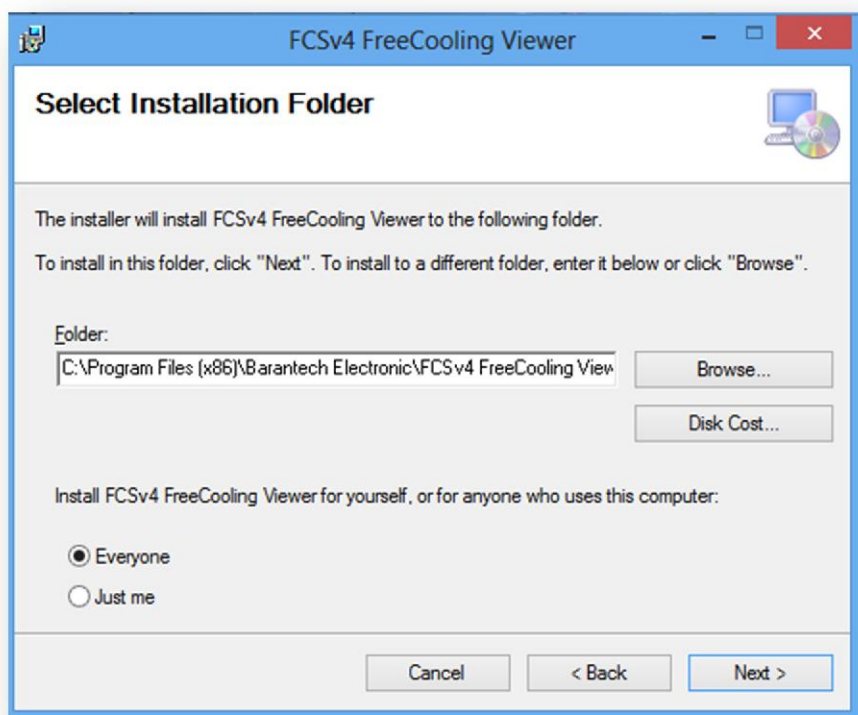 FCSv4 FreeCooling Viewer
Select Installation Folder
The installer will install FCSv4 FreeCooling Viewer to the following folder.
To install in this folder, click "Next". To install to a different folder, enter it below or click "Browse".
Folder:
C:\Program Files (x86)\Barantech Electronic\FCSv4 FreeCooling View
Browse...
Disk Cost...
Install FCSv4 FreeCooling Viewer for yourself, or for anyone who uses this computer:
Everyone
Just me
Cancel
< Back
Next >